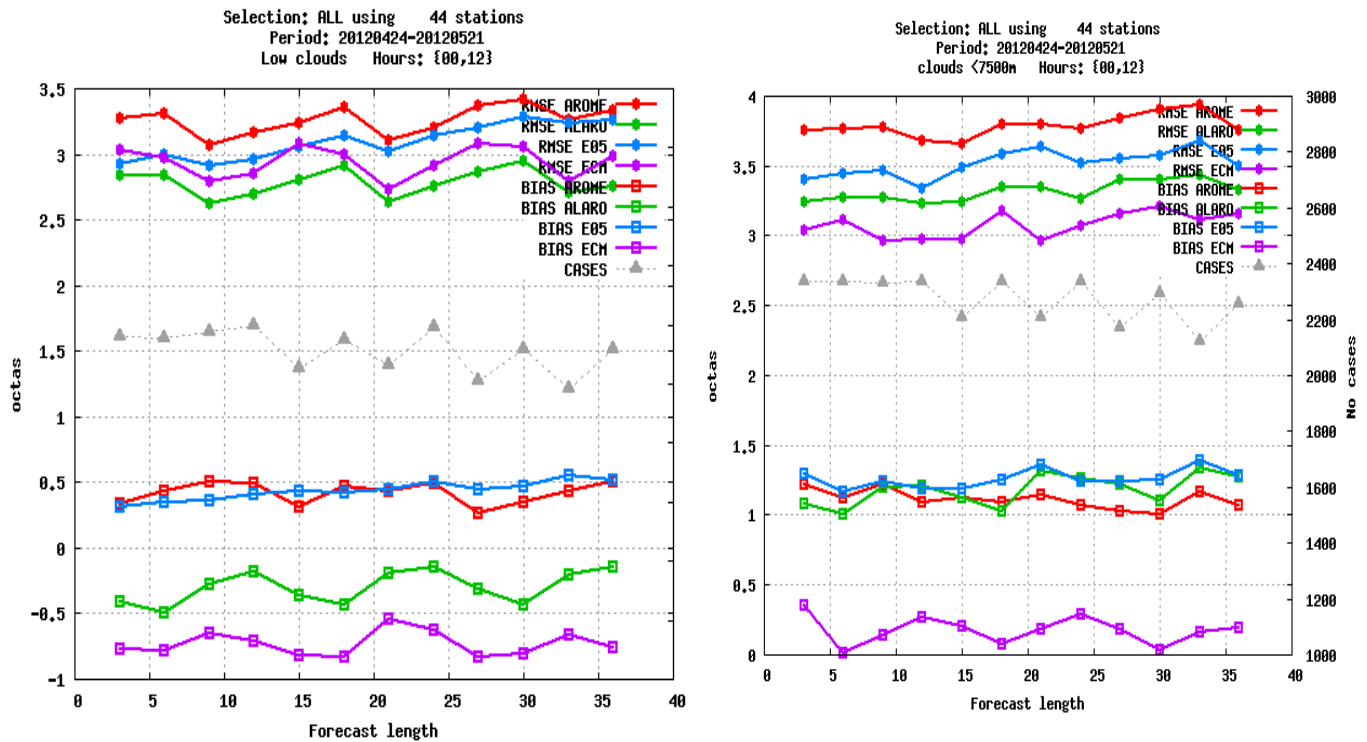 Selection: ALL using 44 stations
Period: 20120424-20120521
Low clouds Hours: {00,12}
3.5
3
2.5
2
1.5
1
0.5
0
-0.5
-1
octas
RMSE AROME
RMSE ALARO
RMSE E05
RMSE ECM
BIAS AROME
BIAS ALARO
BIAS E05
BIAS ECM
CASES
0 5 10 15 20 25 30 35 40
Forecast length
Selection: ALL using 44 stations
Period: 20120424-20120521
clouds <7500m Hours: {00,12}
4
3.5
3
2.5
2
1.5
1
0.5
0
octas
RMSE AROME
RMSE ALARO
RMSE E05
RMSE ECM
BIAS AROME
BIAS ALARO
BIAS E05
BIAS ECM
CASES
3000
2800
2600
2400
2200
2000
1800
1600
1400
1200
1000
No cases
0 5 10 15 20 25 30 35 40
Forecast length